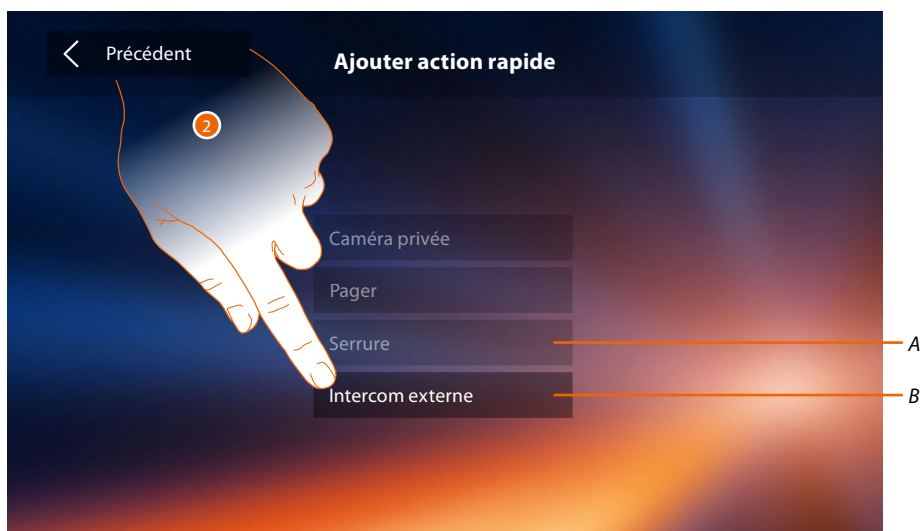 Précédent
Ajouter action rapide
2
Caméra privée
Pager
Serrure
A
Intercom externe
B